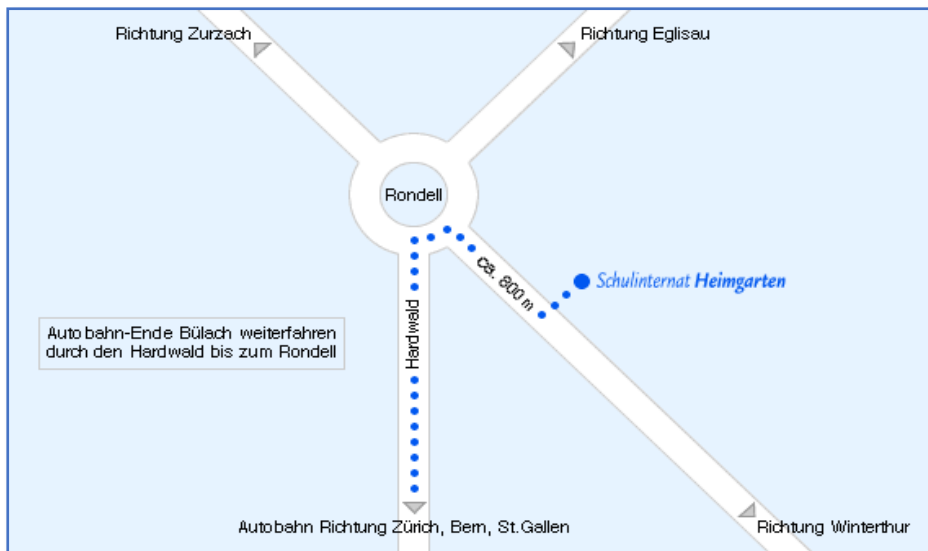 Richtung Zurzach
Richtung Eglisau
Rondell
ca. 800 m
Schulinternat Heimgarten
Hardwald
Autobahn-Ende Bülach weiterfahren
durch den Hardwald bis zum Rondell
Autobahn Richtung Zürich, Bern, St.Gallen
Richtung Winterthur